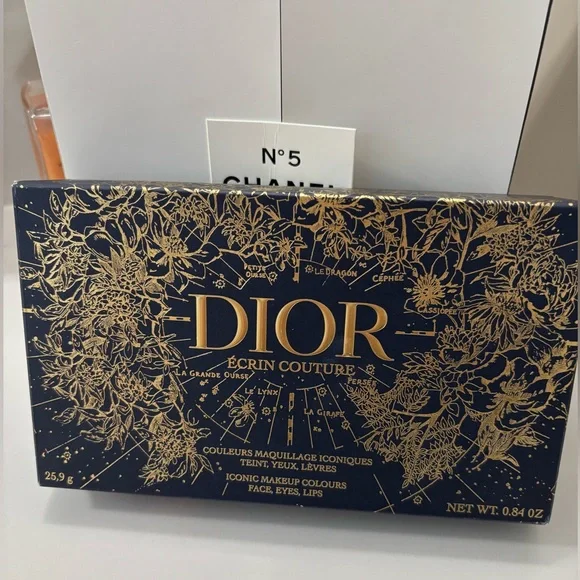 N°5
CHANEL
PETITE OURSE
LE DRAGON
CÉPHÉE
CASSIOPÉE
DIOR
ÉCRIN COUTURE
LA GRANDE OURSE
PERSÉE
LE LYNX
LA GIRAFE
COULEURS MAQUILLAGE ICONIQUES
TEINT, YEUX, LÈVRES
ICONIC MAKEUP COLOURS
FACE, EYES, LIPS
25,9 g
NET WT. 0.84 OZ